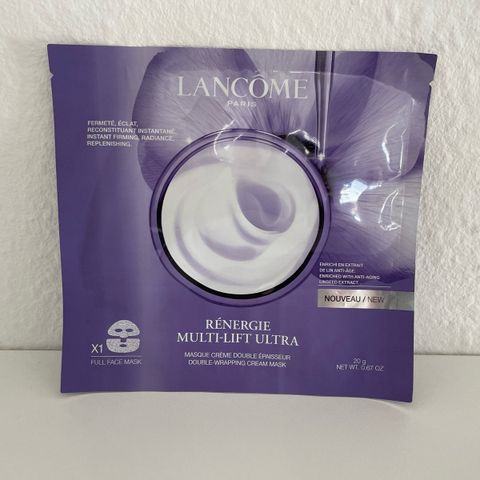 LANCÔME
PARIS
FERMETÉ, ÉCLAT,
RECONSTITUANT INSTANTANÉ.
INSTANT FIRMING, RADIANCE,
REPLENISHING.
ENRICHI EN EXTRAIT
DE LIN ANTI-ÂGE.
ENRICHED WITH ANTI-AGING
LINSEED EXTRACT.
NOUVEAU / NEW
RÉNERGIE
MULTI-LIFT ULTRA
MASQUE CRÈME DOUBLE ÉPAISSEUR
DOUBLE-WRAPPING CREAM MASK
X1
FULL FACE MASK
20 g
NET WT. 0.67 OZ